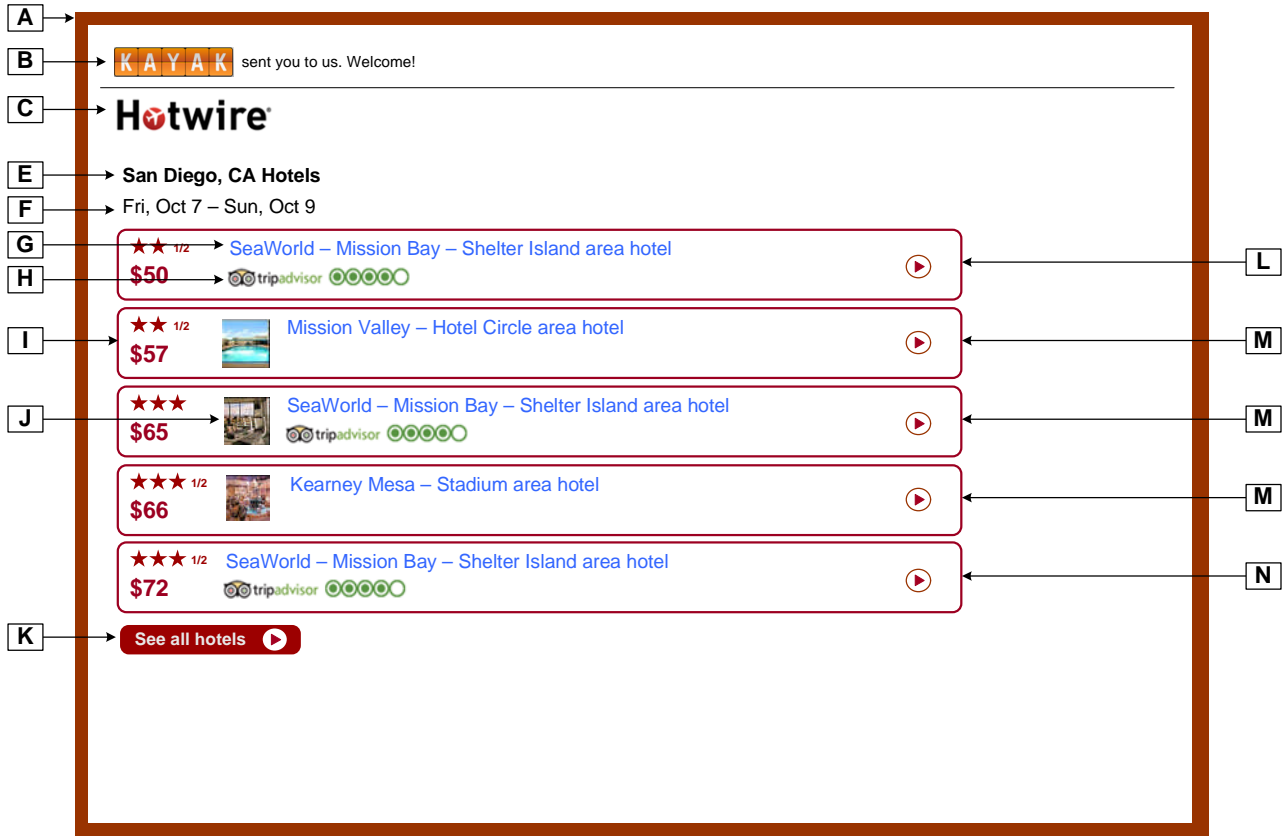 A
B KAYAK sent you to us. Welcome!
C Hotwire®
E San Diego, CA Hotels
F Fri, Oct 7 – Sun, Oct 9
G 1/2 SeaWorld – Mission Bay – Shelter Island area hotel
L
H $50 tripadvisor
1/2 Mission Valley – Hotel Circle area hotel
I M
$57
SeaWorld – Mission Bay – Shelter Island area hotel
J M
$65 tripadvisor
1/2 Kearney Mesa – Stadium area hotel
M
$66
1/2 SeaWorld – Mission Bay – Shelter Island area hotel
N
$72 tripadvisor
K See all hotels